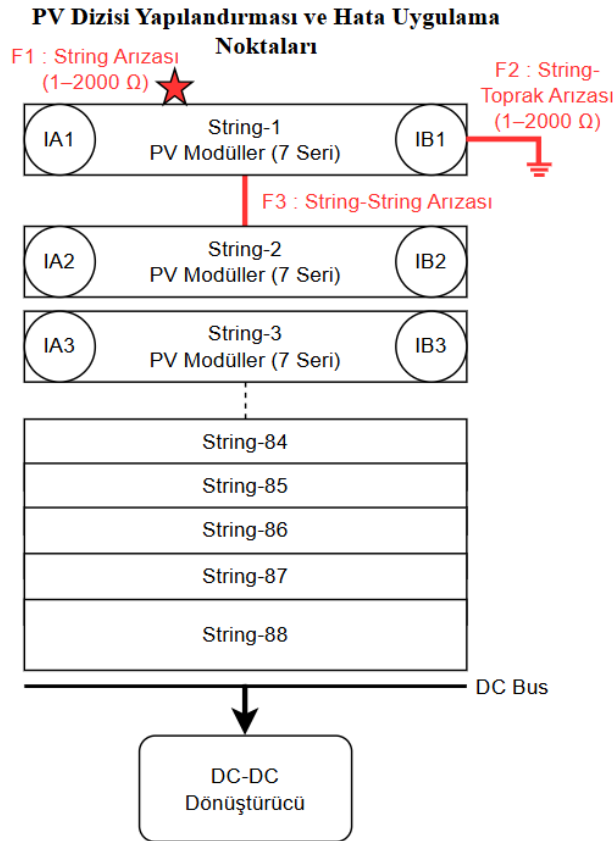 PV Dizisi Yapılandırması ve Hata Uygulama
Noktaları
F1 : String Arızası
(1–2000 Ω)
F2 : String-
Toprak Arızası
(1–2000 Ω)
IA1
String-1
PV Modüller (7 Seri)
IB1
F3 : String-String Arızası
IA2
String-2
PV Modüller (7 Seri)
IB2
IA3
String-3
PV Modüller (7 Seri)
IB3
String-84
String-85
String-86
String-87
String-88
DC Bus
DC-DC
Dönüştürücü